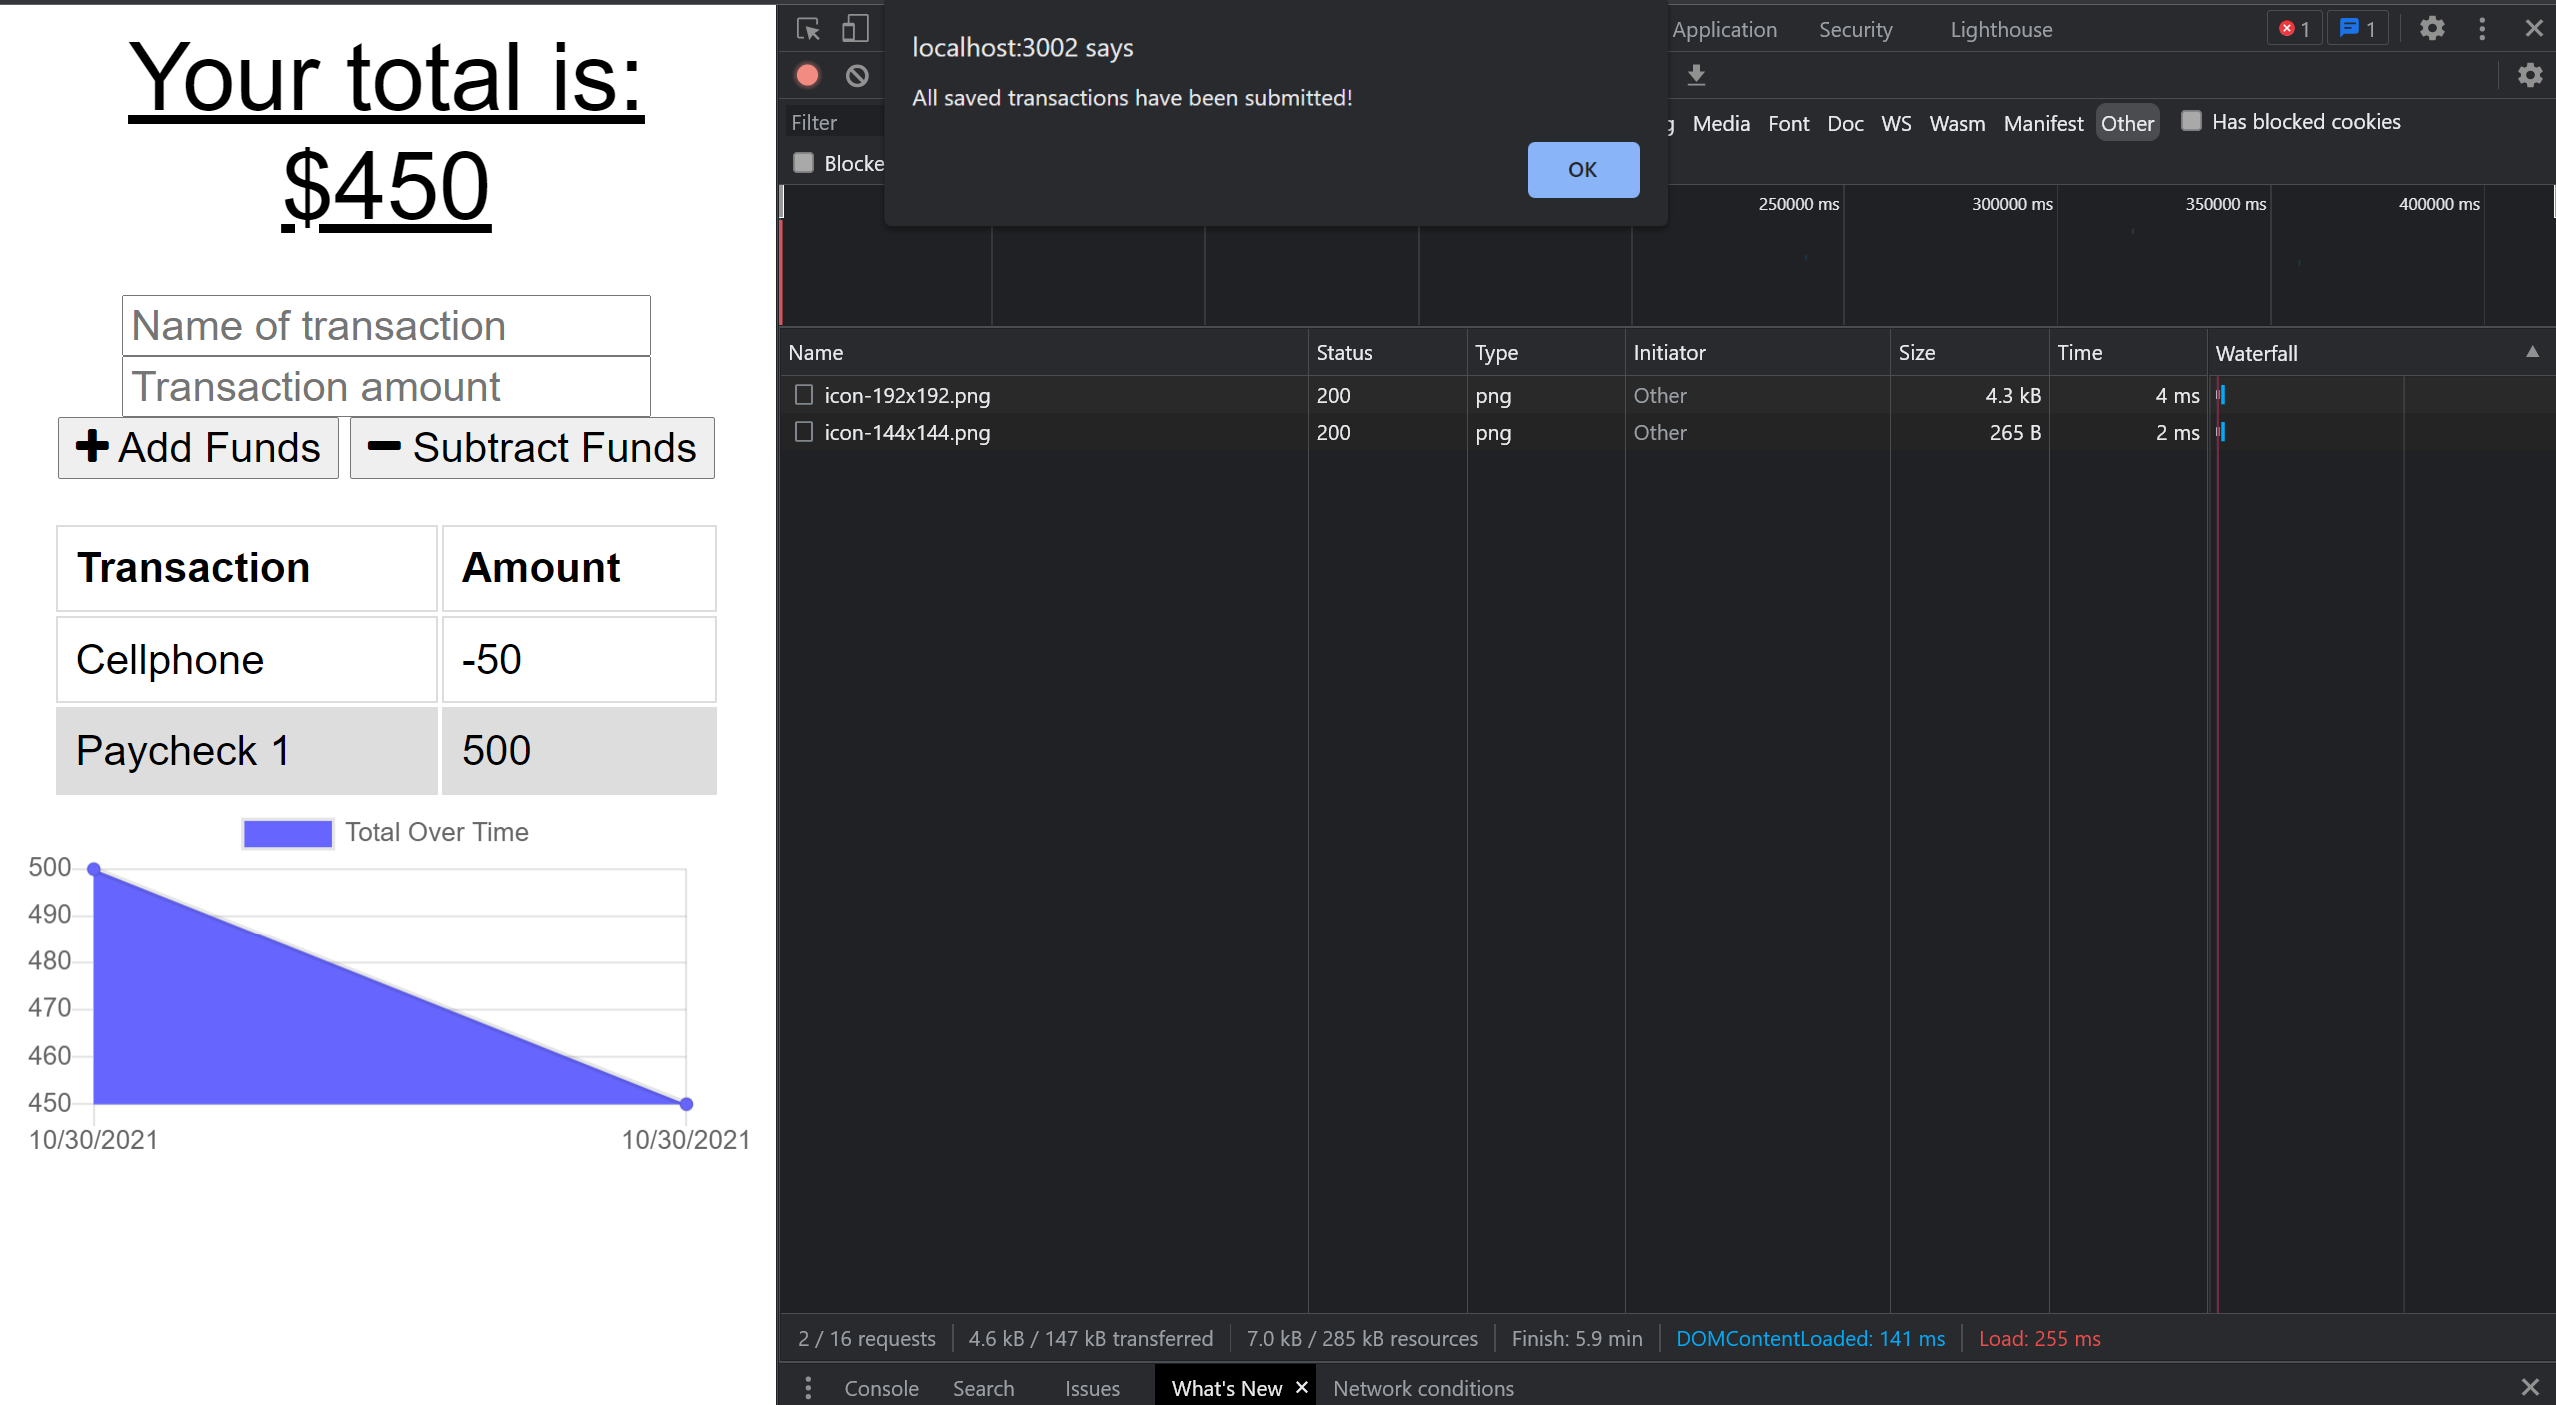 Your total is:
$450
Name of transaction
Transaction amount
Add Funds
Subtract Funds
Transaction Amount
Cellphone -50
Paycheck 1 500
Total Over Time
500
490
480
470
460
450
10/30/2021 10/30/2021
localhost:3002 says
All saved transactions have been submitted!
OK
Application Security Lighthouse 1 1
Filter
g Media Font Doc WS Wasm Manifest Other Has blocked cookies
Blocke
250000 ms 300000 ms 350000 ms 400000 ms
Name Status Type Initiator Size Time Waterfall
icon-192x192.png 200 png Other 4.3 kB 4 ms
icon-144x144.png 200 png Other 265 B 2 ms
2 / 16 requests 4.6 kB / 147 kB transferred 7.0 kB / 285 kB resources Finish: 5.9 min DOMContentLoaded: 141 ms Load: 255 ms
Console Search Issues What's New Network conditions